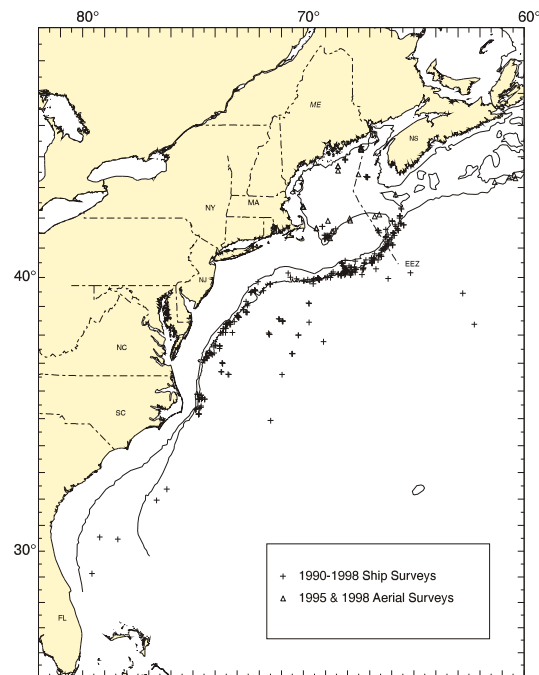 80° 70° 60°
ME
NS
NY
MA
EEZ
40°
NJ
NC
SC
30°
+ 1990-1998 Ship Surveys
△ 1995 & 1998 Aerial Surveys
FL